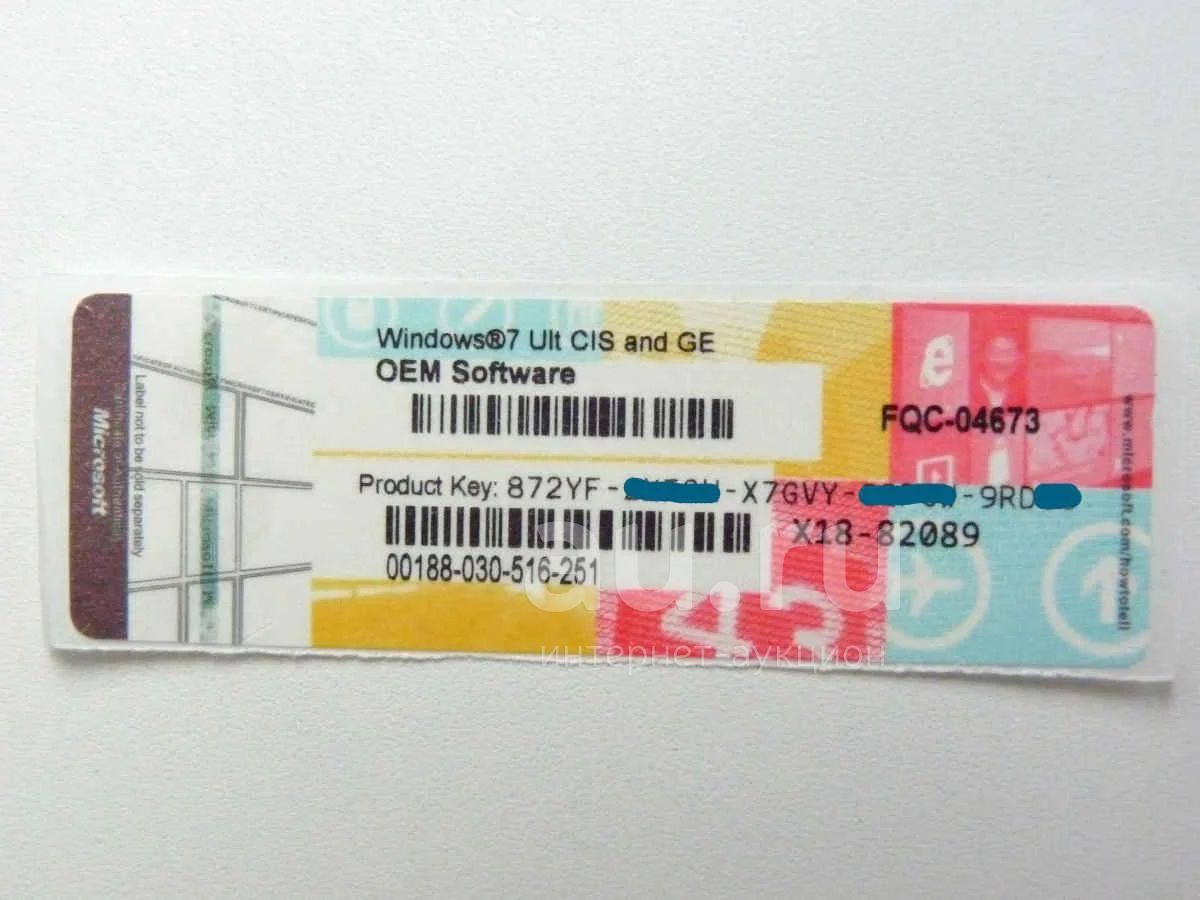 Microsoft
Label not to be sold separately
Windows®7 Ult CIS and GE
OEM Software
FQC-04673
Product Key: 872YF - -X7GVY- -9RD
X18-82089
00188-030-516-251
www.microsoft.com/howtotell
au.ru
интернет-аукцион